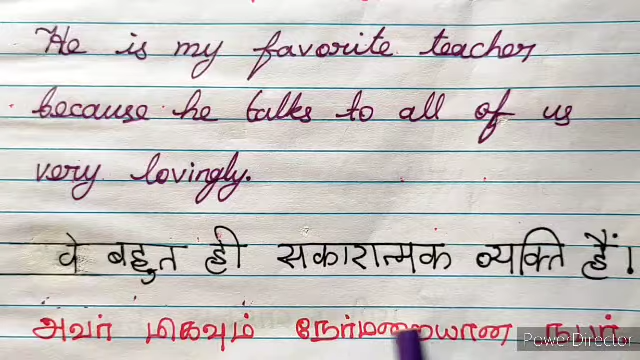 He is my favorite teacher
because he talks to all of us
very lovingly.
वे बहुत ही सकारात्मक व्यक्ति हैं।
அவர் மிகவும் நேர்மறையான நபர்
PowerDirector